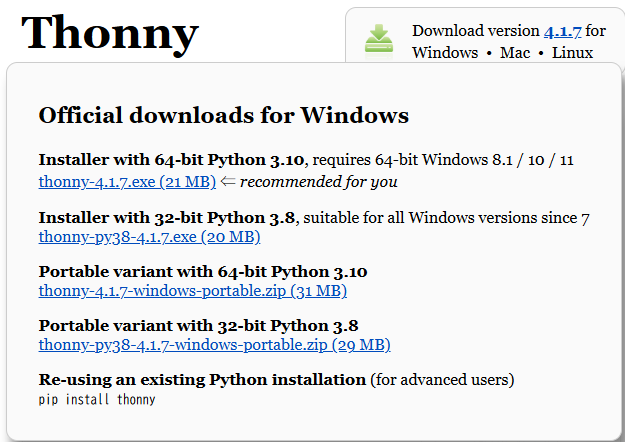 Thonny
Download version 4.1.7 for
Windows • Mac • Linux
Official downloads for Windows
Installer with 64-bit Python 3.10, requires 64-bit Windows 8.1 / 10 / 11
thonny-4.1.7.exe (21 MB) ⇐ recommended for you
Installer with 32-bit Python 3.8, suitable for all Windows versions since 7
thonny-py38-4.1.7.exe (20 MB)
Portable variant with 64-bit Python 3.10
thonny-4.1.7-windows-portable.zip (31 MB)
Portable variant with 32-bit Python 3.8
thonny-py38-4.1.7-windows-portable.zip (29 MB)
Re-using an existing Python installation (for advanced users)
pip install thonny